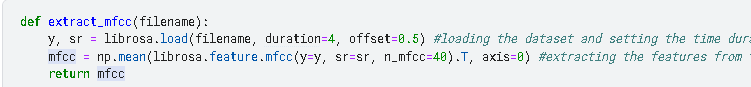 def extract_mfcc(filename):
    y, sr = librosa.load(filename, duration=4, offset=0.5) #loading the dataset and setting the time dura
    mfcc = np.mean(librosa.feature.mfcc(y=y, sr=sr, n_mfcc=40).T, axis=0) #extracting the features from
    return mfcc